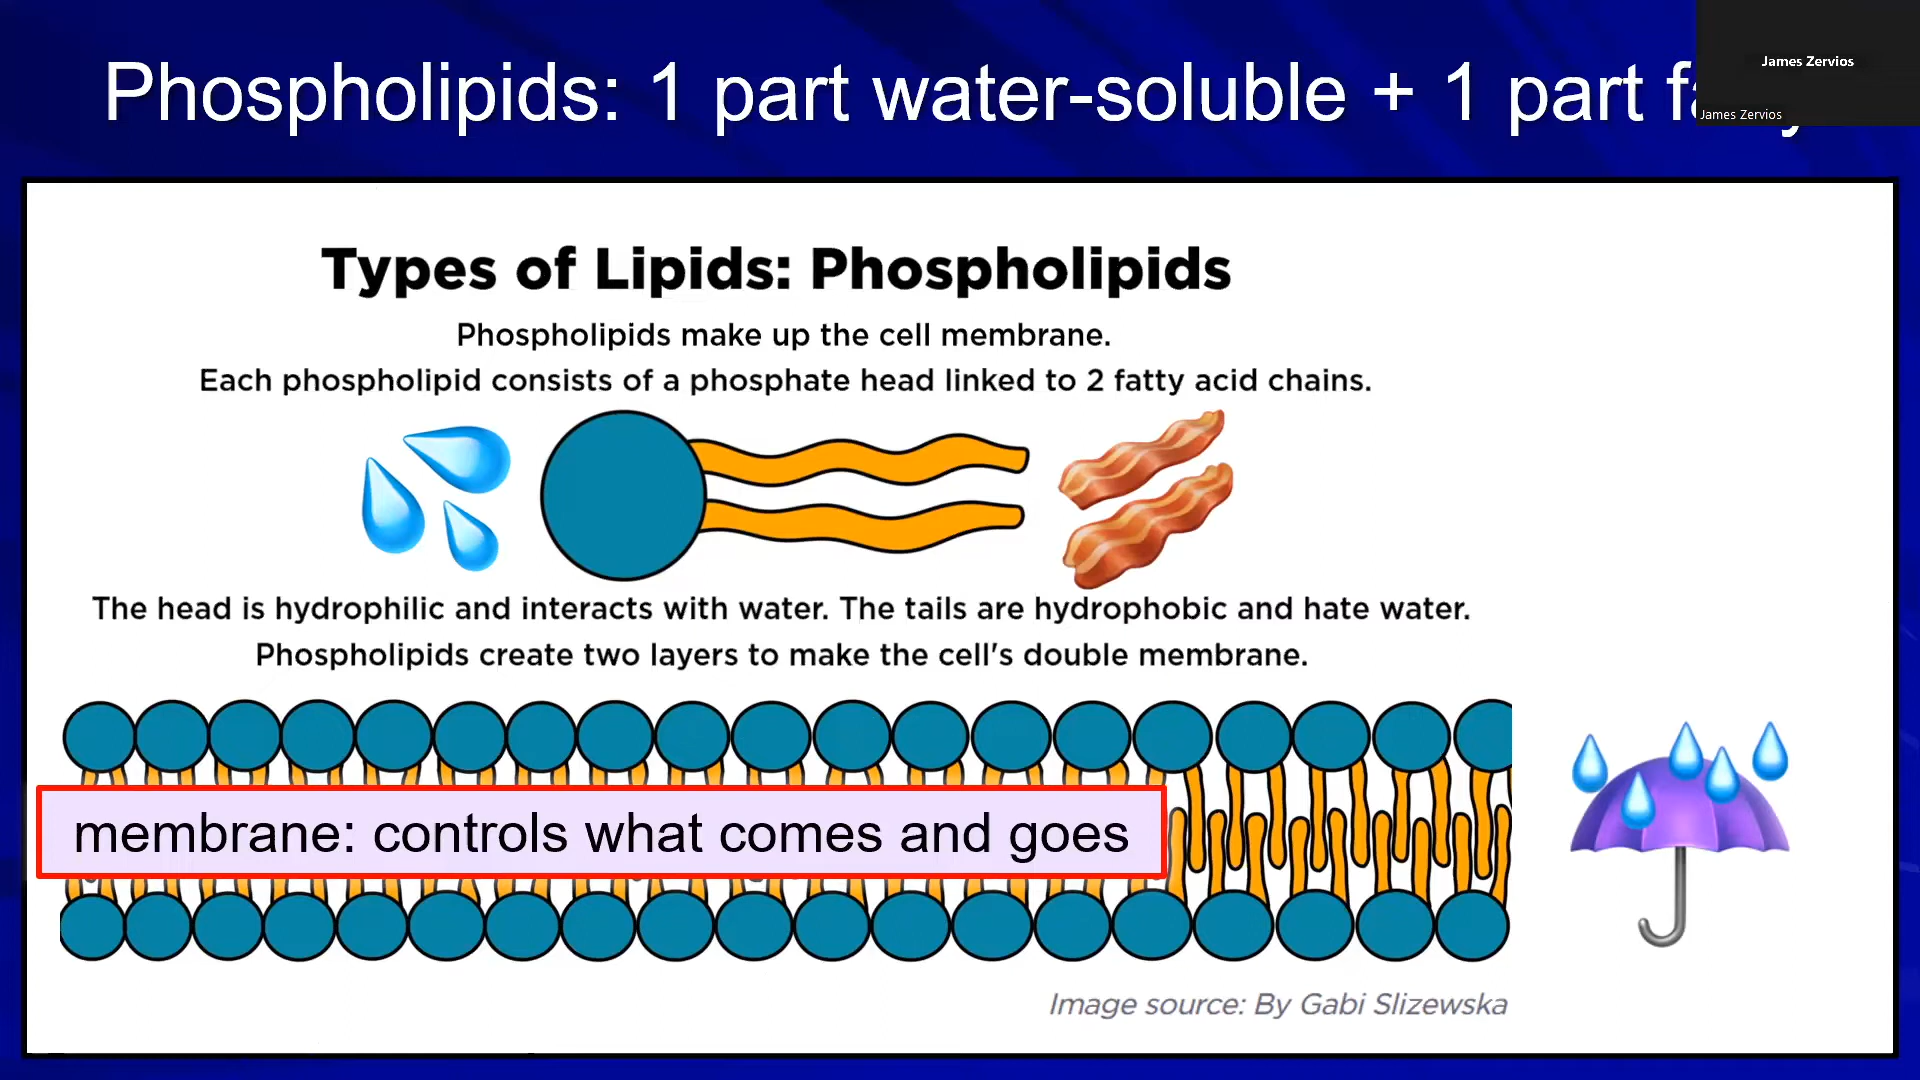 Phospholipids: 1 part water-soluble + 1 part
James Zervios
James Zervios
Types of Lipids: Phospholipids
Phospholipids make up the cell membrane.
Each phospholipid consists of a phosphate head linked to 2 fatty acid chains.
The head is hydrophilic and interacts with water. The tails are hydrophobic and hate water.
Phospholipids create two layers to make the cell's double membrane.
membrane: controls what comes and goes
Image source: By Gabi Slizewska